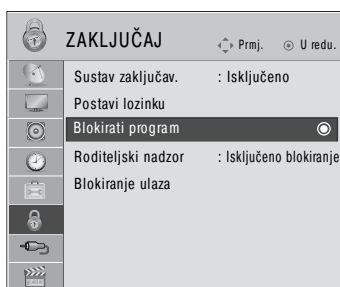 ZAKLJUČAJ Prmj. U redu.
Sustav zaključav. : Isključeno
Postavi lozinku
Blokirati program
Roditeljski nadzor : Isključeno blokiranje
Blokiranje ulaza